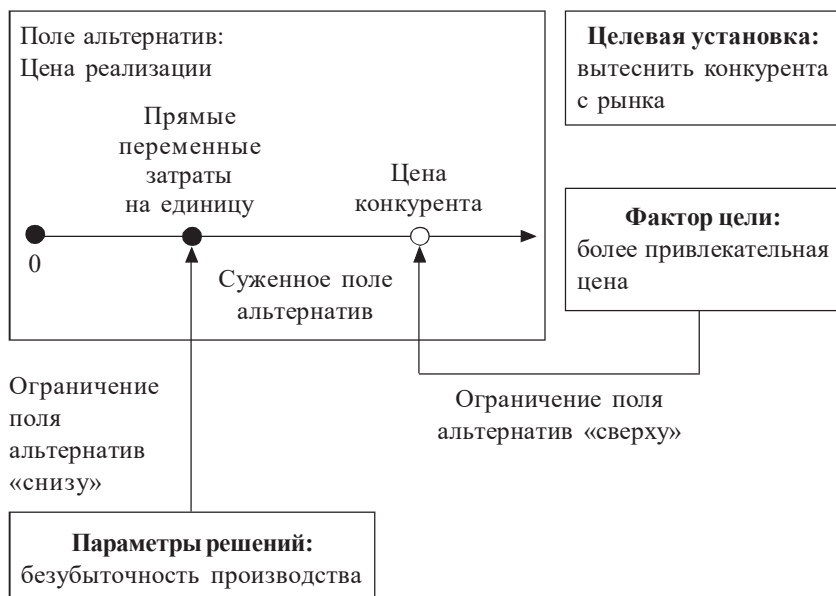 Поле альтернатив:
Цена реализации
Прямые
переменные
затраты
на единицу
Цена
конкурента
0
Суженное поле
альтернатив
Целевая установка:
вытеснить конкурента
с рынка
Фактор цели:
более привлекательная
цена
Ограничение
поля
альтернатив
«снизу»
Ограничение поля
альтернатив «сверху»
Параметры решений:
безубыточность производства